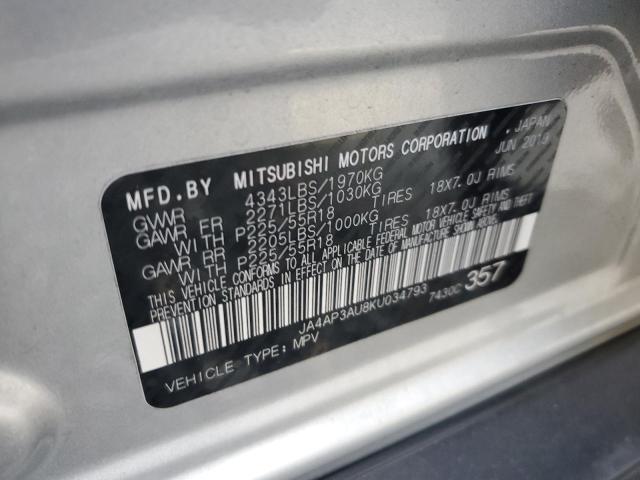 MFD. BY MITSUBISHI MOTORS CORPORATION . JAPAN
GVWR 4343LBS/1970KG JUN 2019
GAWR FR 2271LBS/1030KG
WITH P225/55R18 TIRES 18X7.0J RIMS
GAWR RR 2205LBS/1000KG
WITH P225/55R18 TIRES 18X7.0J RIMS
THIS VEHICLE CONFORMS TO ALL APPLICABLE FEDERAL MOTOR VEHICLE SAFETY AND THEFT
PREVENTION STANDARDS IN EFFECT ON THE DATE OF MANUFACTURE SHOWN ABOVE.
JA4AP3AU8KU034793
7430C 357
VEHICLE TYPE: MPV